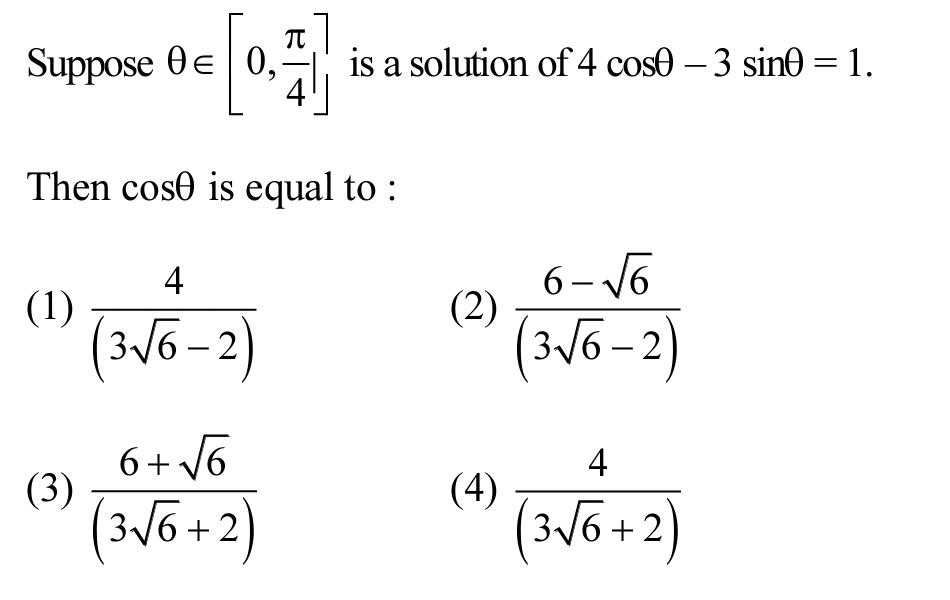 Suppose θ∈[0,π/4] is a solution of 4 cosθ – 3 sinθ = 1.
Then cosθ is equal to :
(1) 4/(3√6 – 2) (2) (6 – √6)/(3√6 – 2)
(3) (6 + √6)/(3√6 + 2) (4) 4/(3√6 + 2)